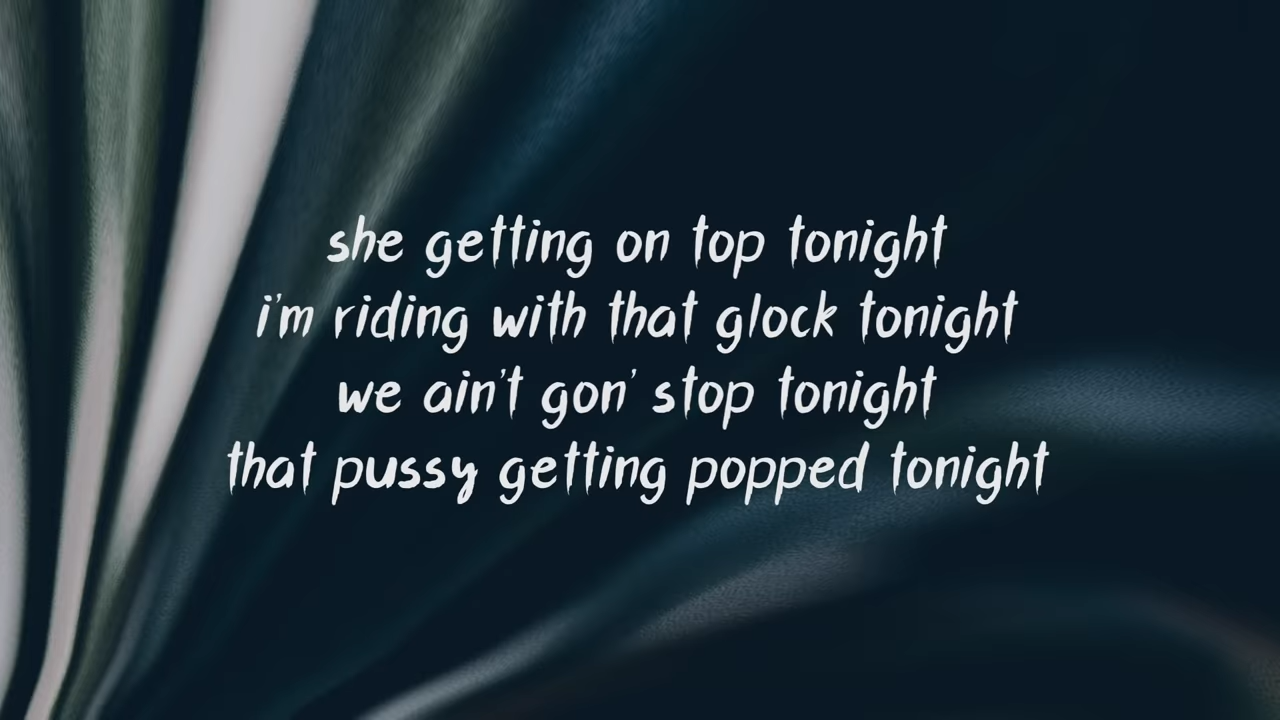 she getting on top tonight
i'm riding with that glock tonight
we ain't gon' stop tonight
that pussy getting popped tonight